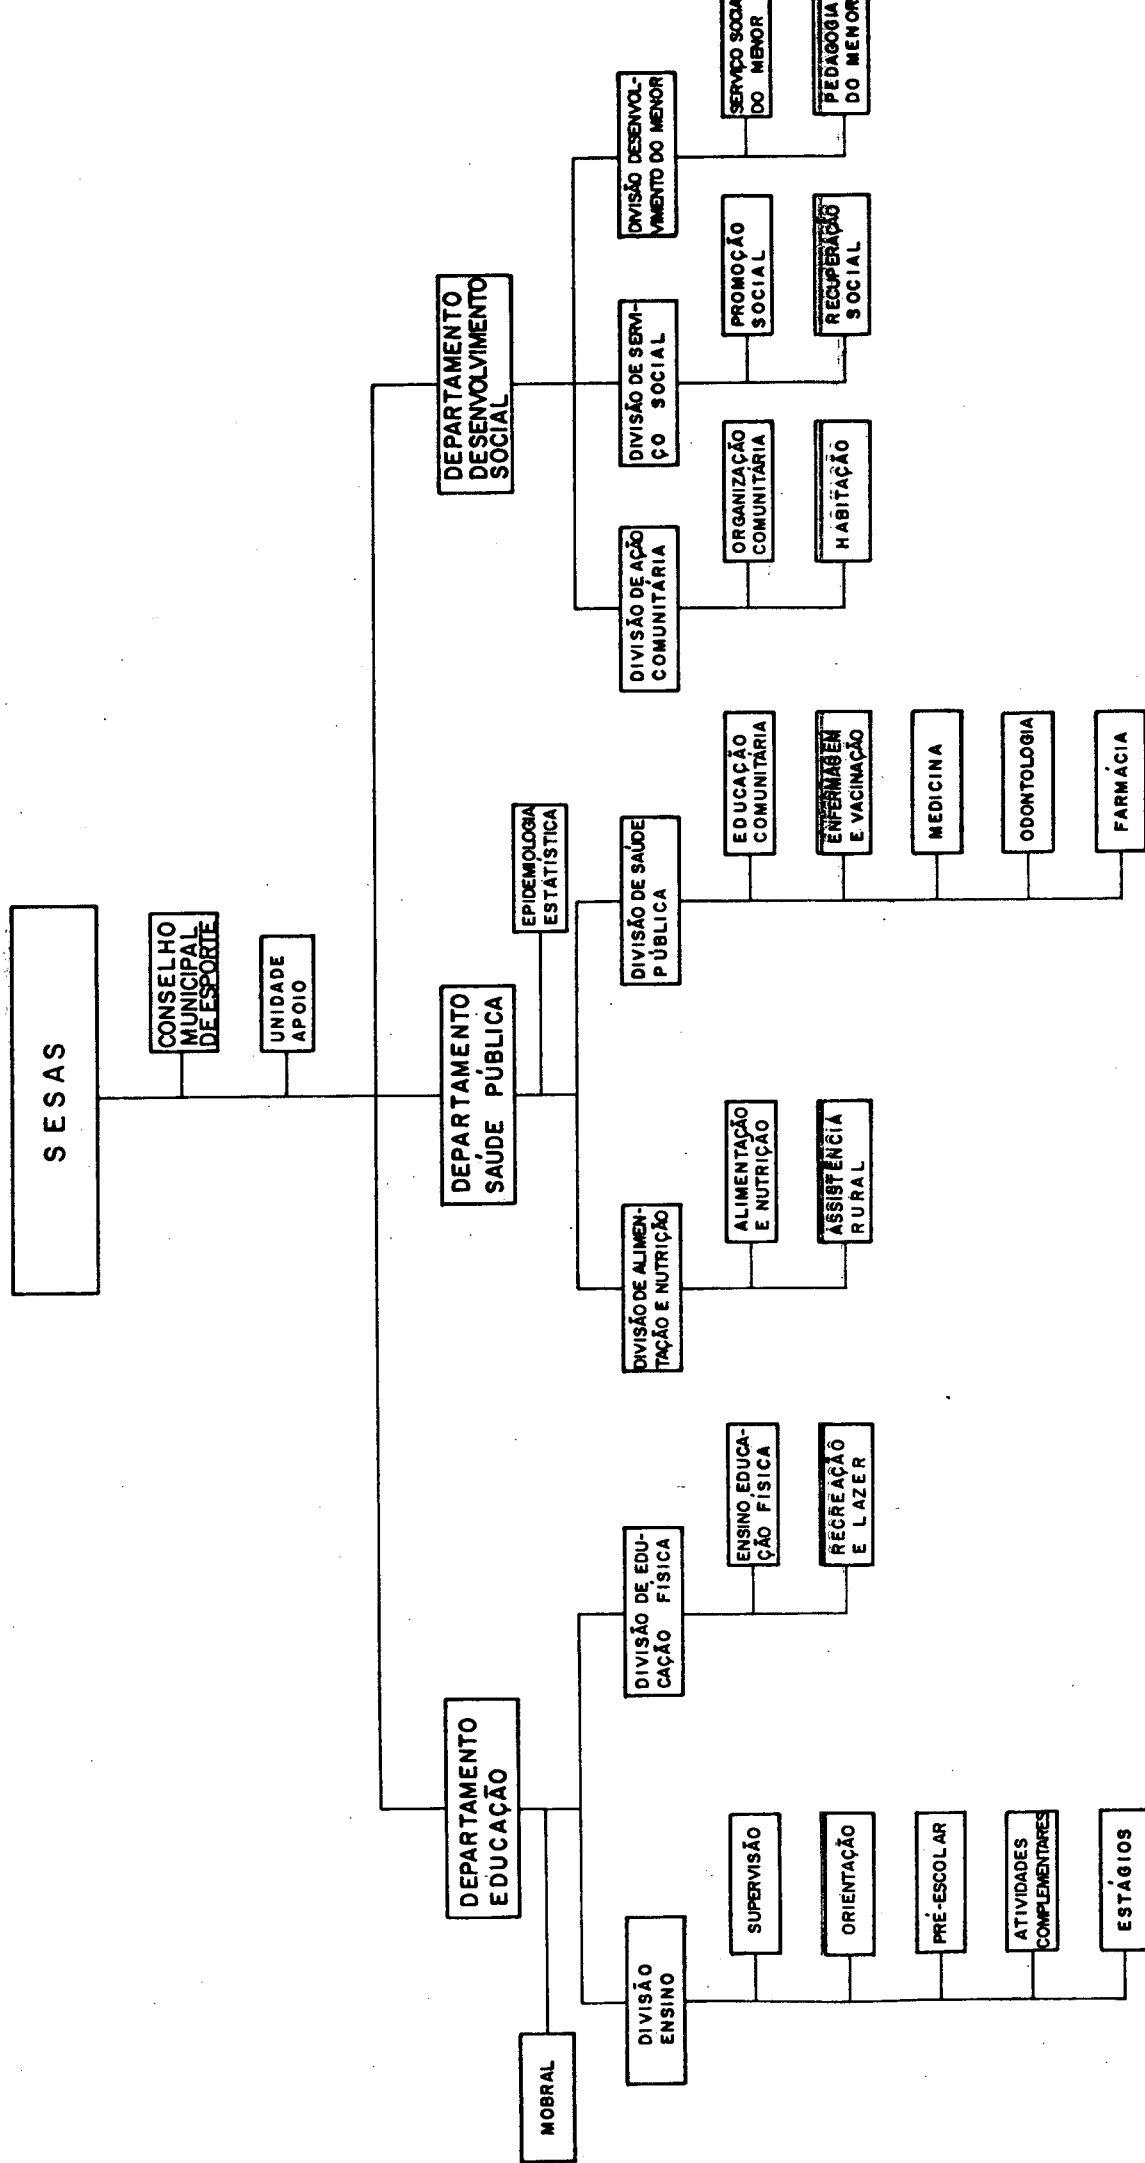 SESAS
CONSELHO
MUNICIPAL
DE ESPORTE
UNIDADE
APOIO
DEPARTAMENTO
EDUCAÇÃO
DEPARTAMENTO
SAÚDE PÚBLICA
DEPARTAMENTO
DESENVOLVIMENTO
SOCIAL
MOBRAL
EPIDEMIOLOGIA
ESTATÍSTICA
DIVISÃO
ENSINO
DIVISÃO DE EDU-
CAÇÃO FÍSICA
DIVISÃO DE ALIMEN-
TAÇÃO E NUTRIÇÃO
DIVISÃO DE SAÚDE
PÚBLICA
DIVISÃO DE AÇÃO
COMUNITÁRIA
DIVISÃO DE SERVI-
ÇO SOCIAL
DIVISÃO DESENVOL-
VIMENTO DO MENOR
SUPERVISÃO
ENSINO EDUCA-
ÇÃO FÍSICA
ALIMENTAÇÃO
E NUTRIÇÃO
EDUCAÇÃO
COMUNITÁRIA
ORGANIZAÇÃO
COMUNITÁRIA
PROMOÇÃO
SOCIAL
SERVIÇO SOCIA
DO MENOR
ORIENTAÇÃO
RECREAÇÃO
E LAZER
ASSISTÊNCIA
RURAL
ENFERMAGEM
E VACINAÇÃO
HABITAÇÃO
RECUPERAÇÃO
SOCIAL
PEDAGOGIA
DO MENOR
PRÉ-ESCOLAR
MEDICINA
ATIVIDADES
COMPLEMENTARES
ODONTOLOGIA
ESTÁGIOS
FARMÁCIA